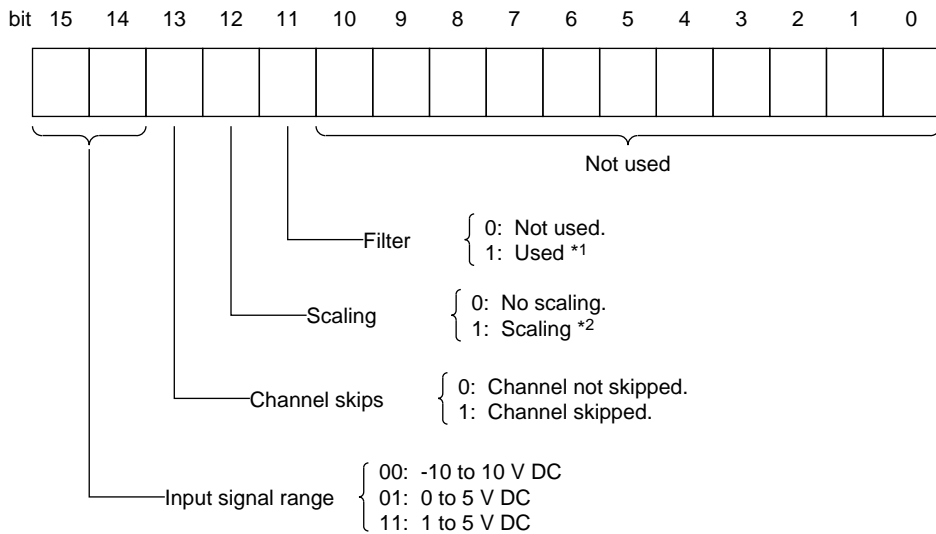 bit 15 14 13 12 11 10 9 8 7 6 5 4 3 2 1 0
Not used
Filter
0: Not used.
1: Used *1
Scaling
0: No scaling.
1: Scaling *2
Channel skips
0: Channel not skipped.
1: Channel skipped.
Input signal range
00: -10 to 10 V DC
01: 0 to 5 V DC
11: 1 to 5 V DC